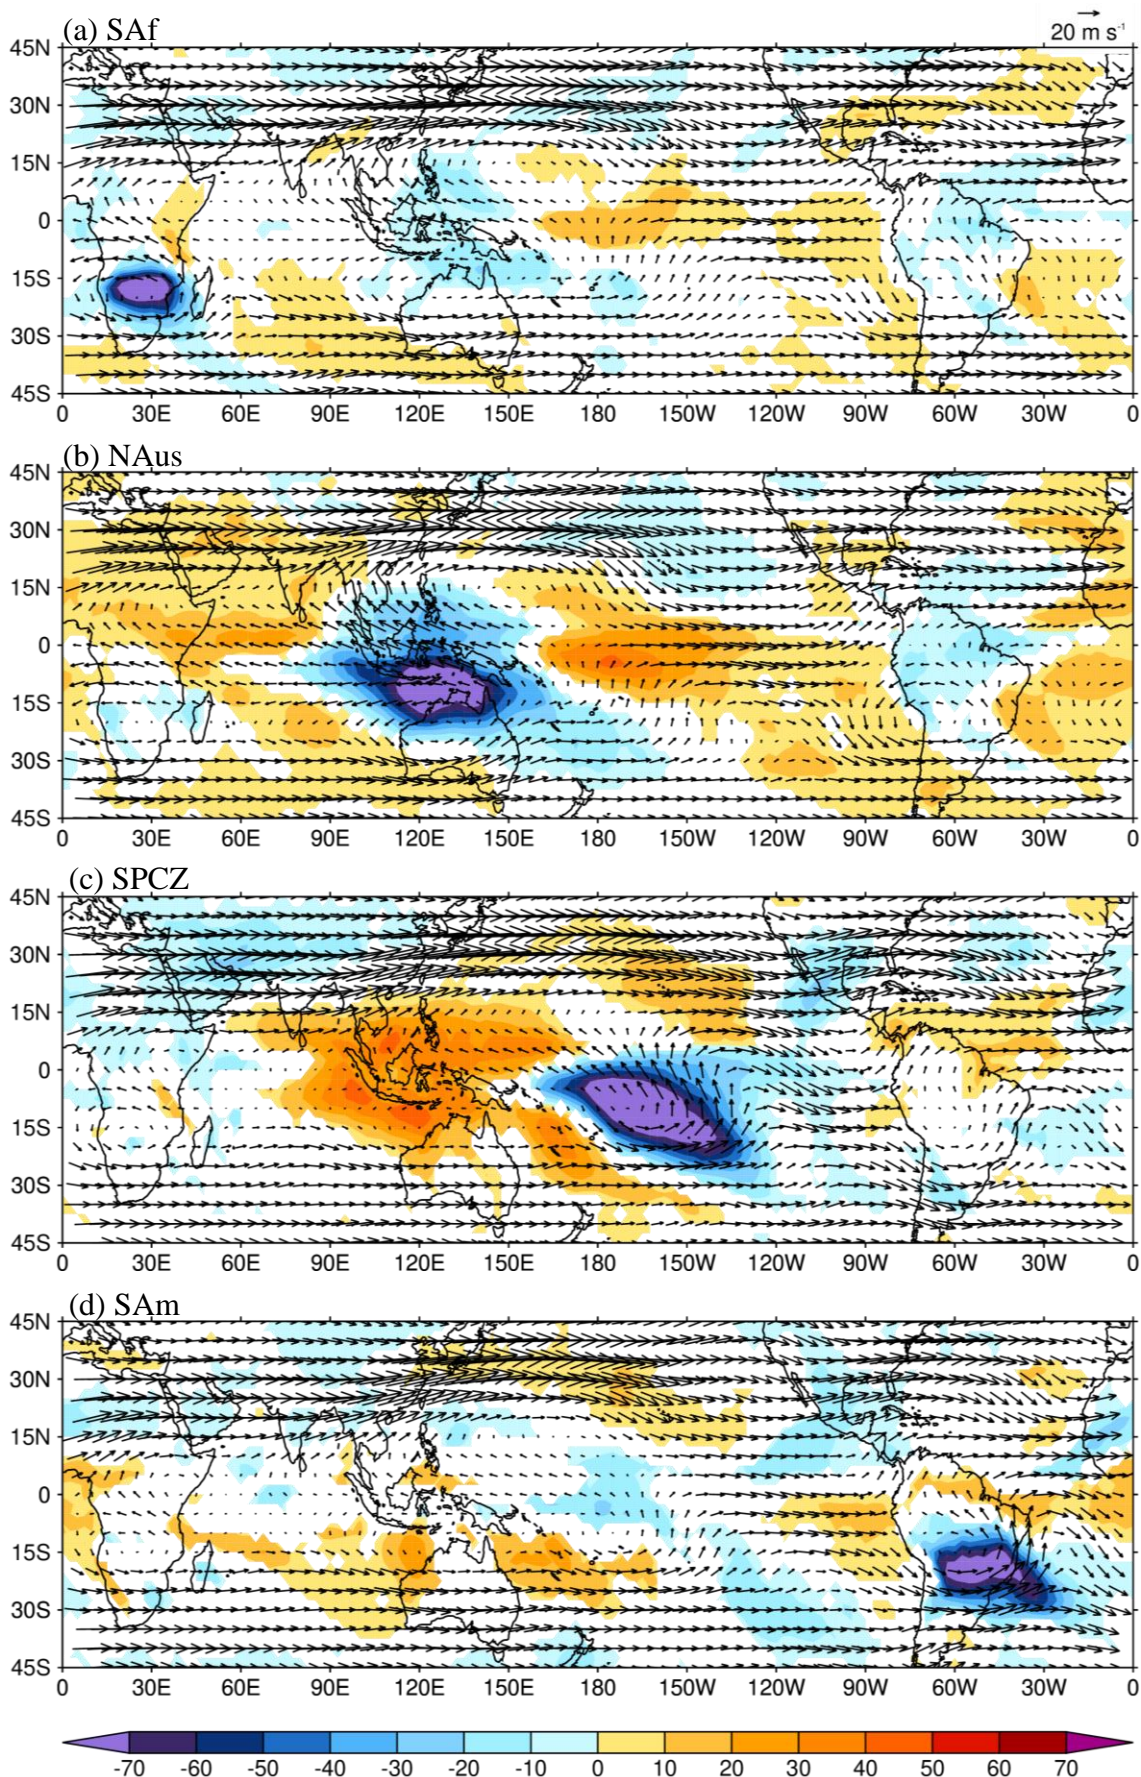 (a) SAf
20 m s⁻¹
45N
30N
15N
0
15S
30S
45S
0 30E 60E 90E 120E 150E 180 150W 120W 90W 60W 30W 0
(b) NAus
45N
30N
15N
0
15S
30S
45S
0 30E 60E 90E 120E 150E 180 150W 120W 90W 60W 30W 0
(c) SPCZ
45N
30N
15N
0
15S
30S
45S
0 30E 60E 90E 120E 150E 180 150W 120W 90W 60W 30W 0
(d) SAm
45N
30N
15N
0
15S
30S
45S
0 30E 60E 90E 120E 150E 180 150W 120W 90W 60W 30W 0
-70 -60 -50 -40 -30 -20 -10 0 10 20 30 40 50 60 70